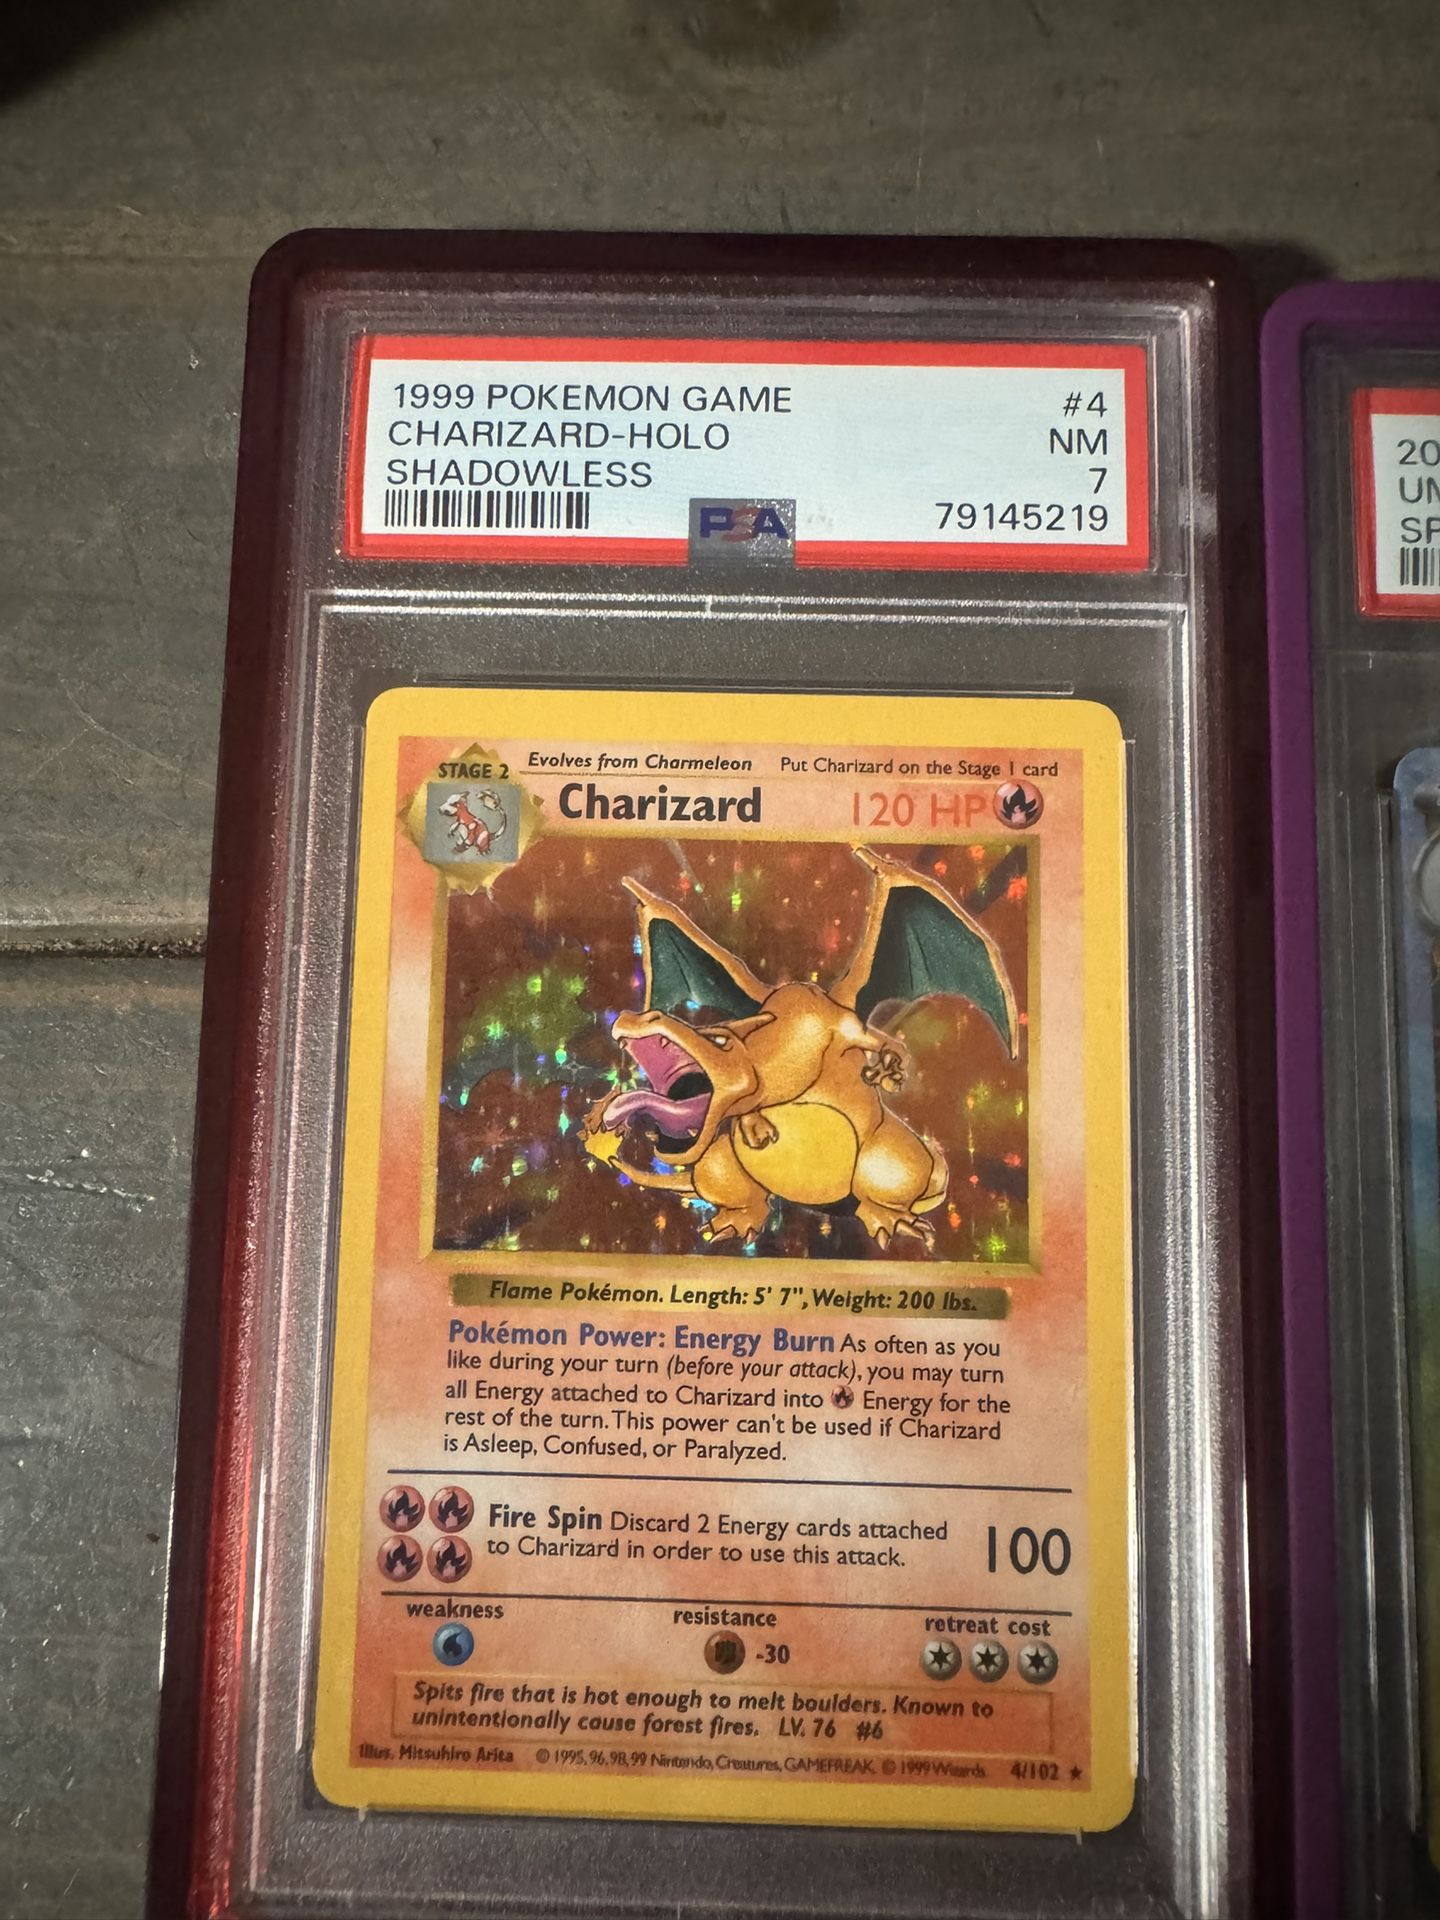 1999 POKEMON GAME #4
CHARIZARD-HOLO NM
SHADOWLESS 7
PSA 79145219
20
UN
SP
STAGE 2 Evolves from Charmeleon Put Charizard on the Stage 1 card
Charizard 120 HP
Flame Pokémon. Length: 5' 7", Weight: 200 lbs.
Pokémon Power: Energy Burn As often as you
like during your turn (before your attack), you may turn
all Energy attached to Charizard into Energy for the
rest of the turn. This power can't be used if Charizard
is Asleep, Confused, or Paralyzed.
Fire Spin Discard 2 Energy cards attached
to Charizard in order to use this attack. 100
weakness resistance retreat cost
-30
Spits fire that is hot enough to melt boulders. Known to
unintentionally cause forest fires. LV. 76 #6
Illus. Mitsuhiro Arita © 1995, 96, 98, 99 Nintendo, Creatures, GAMEFREAK. © 1999 Wizards. 4/102 ★